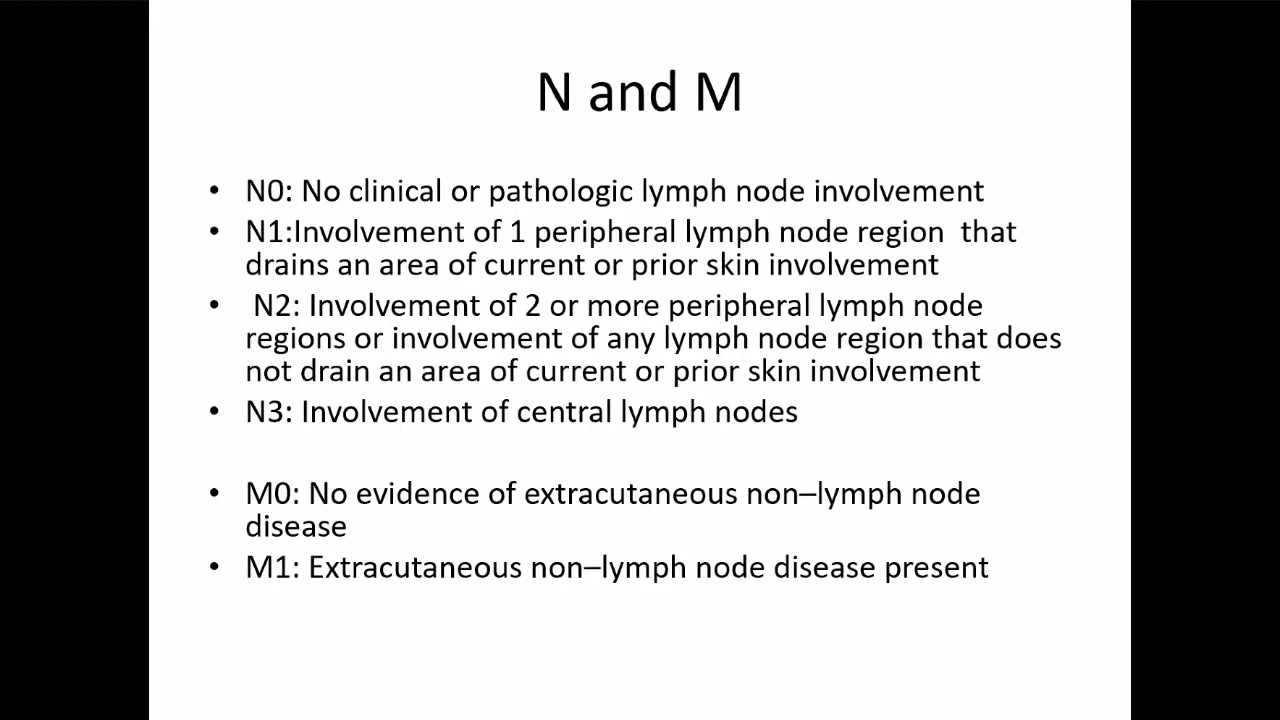 N and M
• N0: No clinical or pathologic lymph node involvement
• N1:Involvement of 1 peripheral lymph node region  that
drains an area of current or prior skin involvement
•  N2: Involvement of 2 or more peripheral lymph node
regions or involvement of any lymph node region that does
not drain an area of current or prior skin involvement
• N3: Involvement of central lymph nodes
• M0: No evidence of extracutaneous non–lymph node
disease
• M1: Extracutaneous non–lymph node disease present